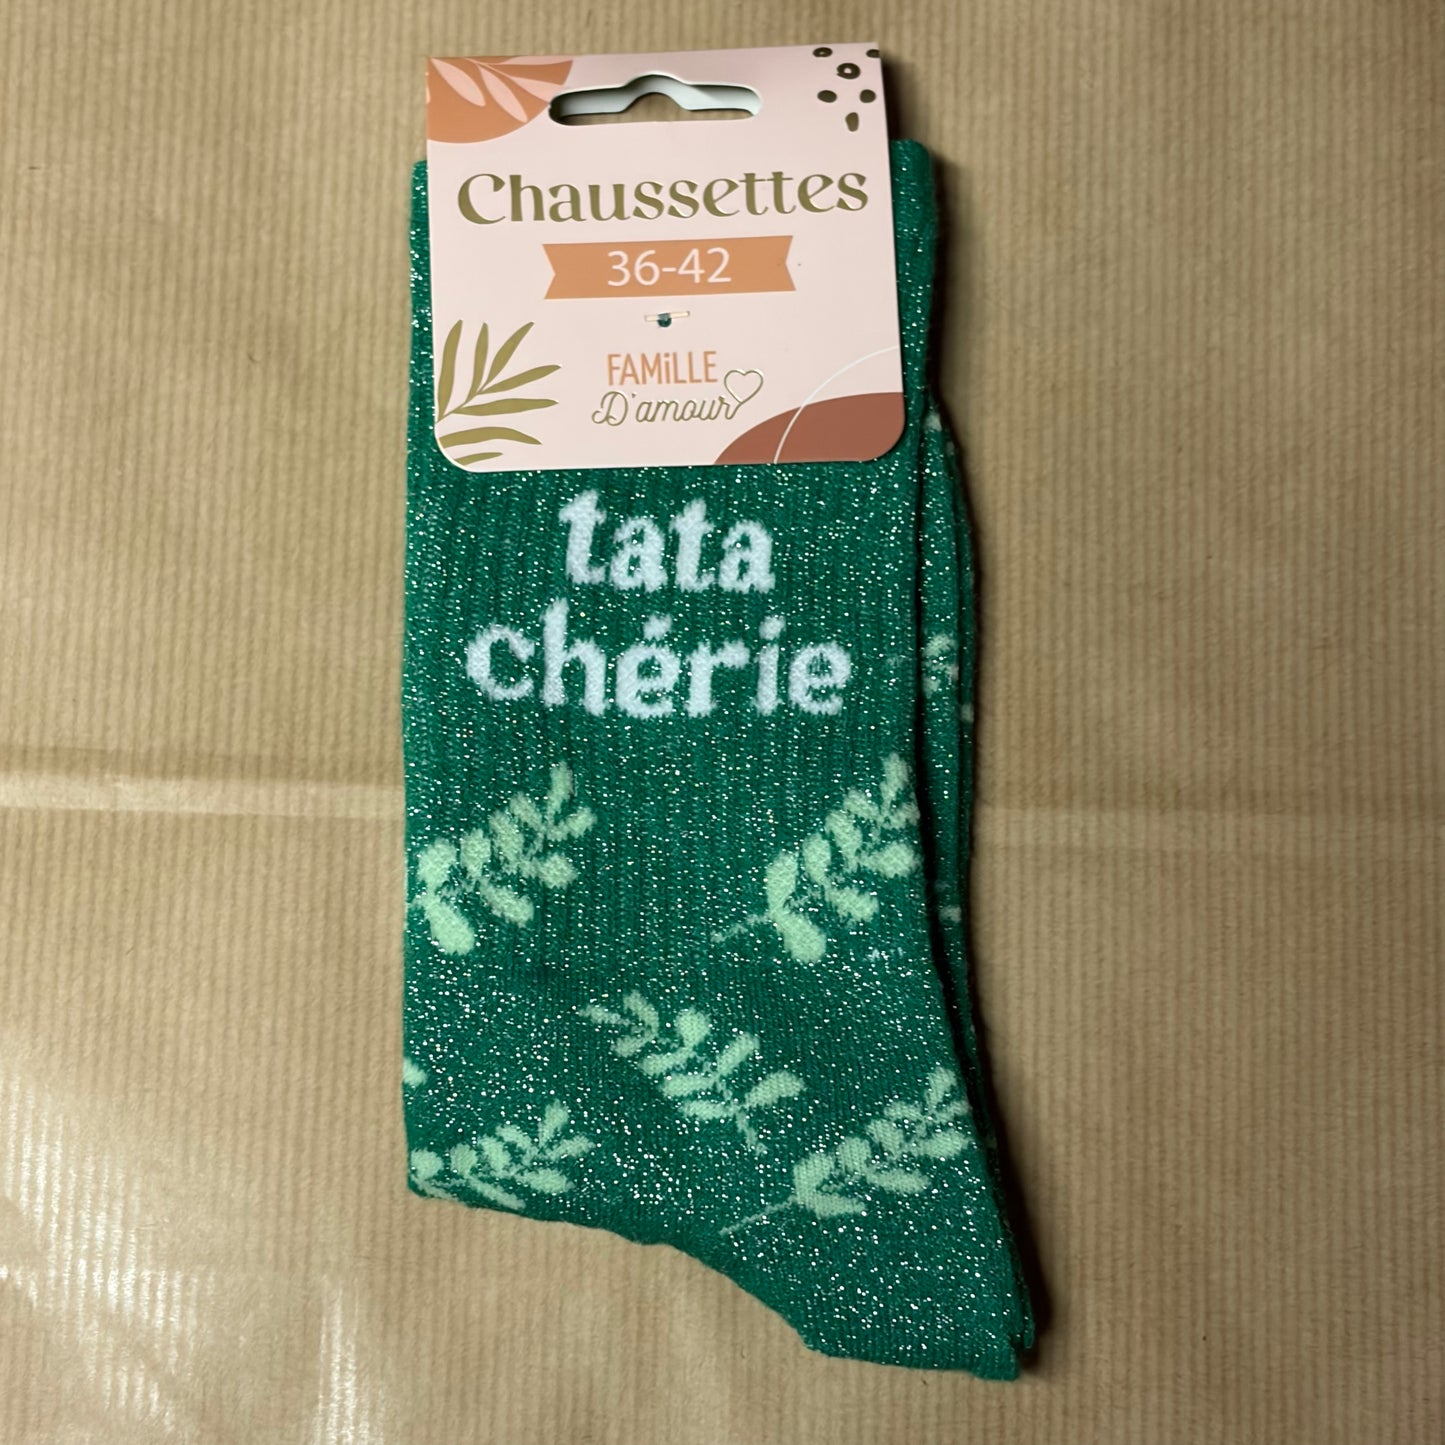 Chaussettes
36-42
FAMiLLE
D'amour
tata
chérie